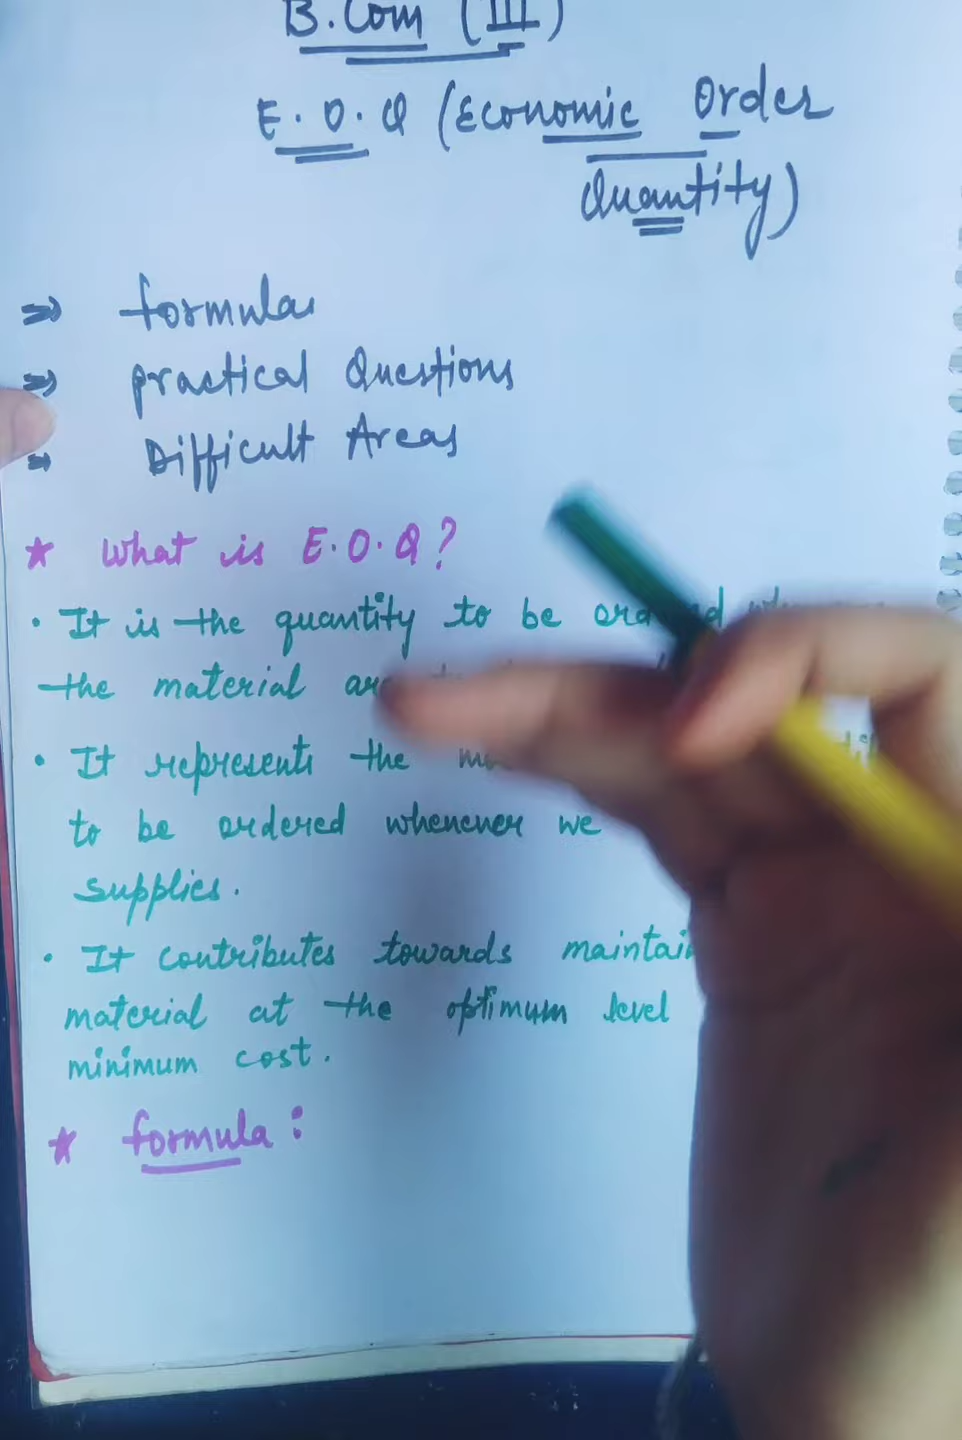 B.Com (III)
E.O.Q (Economic Order
Quantity)
⇒ formulas
⇒ practical Questions
⇒ Difficult Areas
★ What is E.O.Q?
• It is the quantity to be
the material are
• It represents the
to be ordered whenever we
supplies.
• It contributes towards
material at the optimum level
minimum cost.
★ formula: